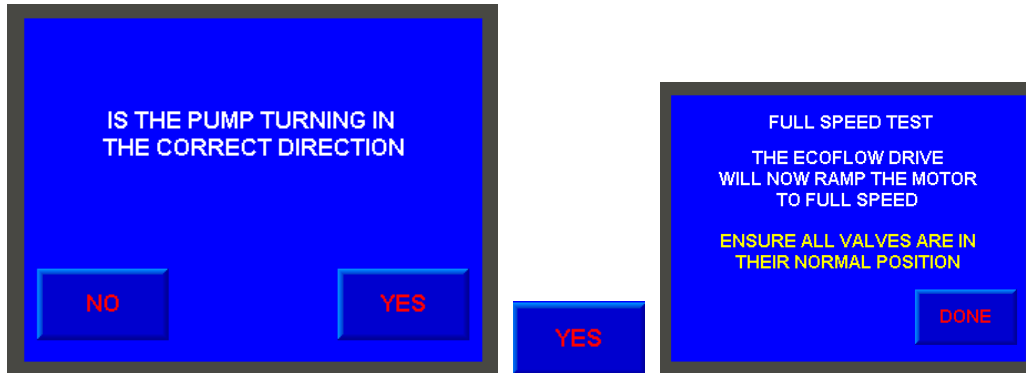 IS THE PUMP TURNING IN
THE CORRECT DIRECTION
NO
YES
YES
FULL SPEED TEST
THE ECOFLOW DRIVE
WILL NOW RAMP THE MOTOR
TO FULL SPEED
ENSURE ALL VALVES ARE IN
THEIR NORMAL POSITION
DONE